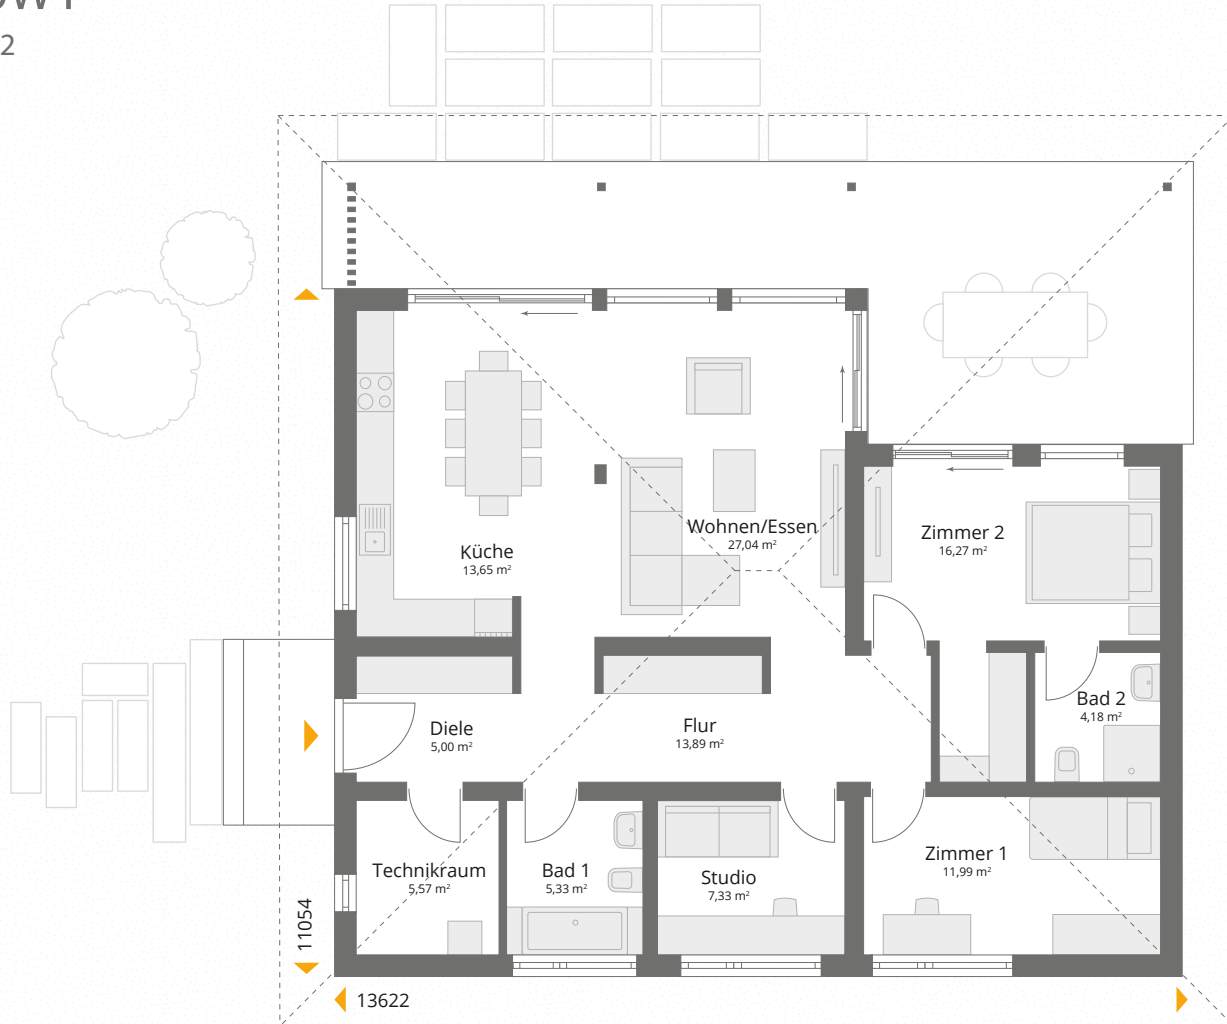 2
Küche
13,65 m²
Wohnen/Essen
27,04 m²
Zimmer 2
16,27 m²
Diele
5,00 m²
Flur
13,89 m²
Bad 2
4,18 m²
Technikraum
5,57 m²
Bad 1
5,33 m²
Studio
7,33 m²
Zimmer 1
11,99 m²
11054
13622